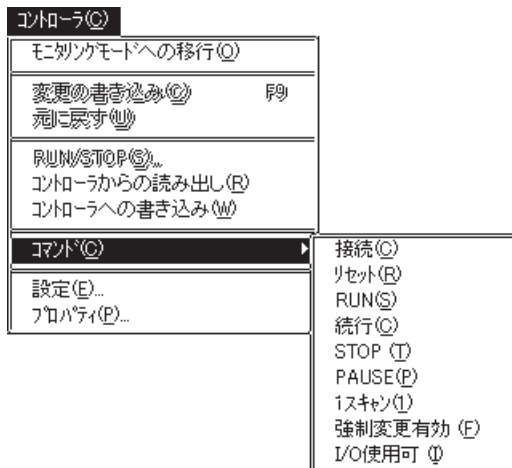 コントローラ(C)
モニタリングモードへの移行(O)
変更の書き込み(C) F9
元に戻す(U)
RUN/STOP(S)...
コントローラからの読み出し(R)
コントローラへの書き込み(W)
コマンド(C)
設定(E)...
プロパティ(P)...
接続(C)
リセット(R)
RUN(S)
続行(C)
STOP (T)
PAUSE(P)
1スキャン(1)
強制変更有効 (F)
I/O使用可 (I)